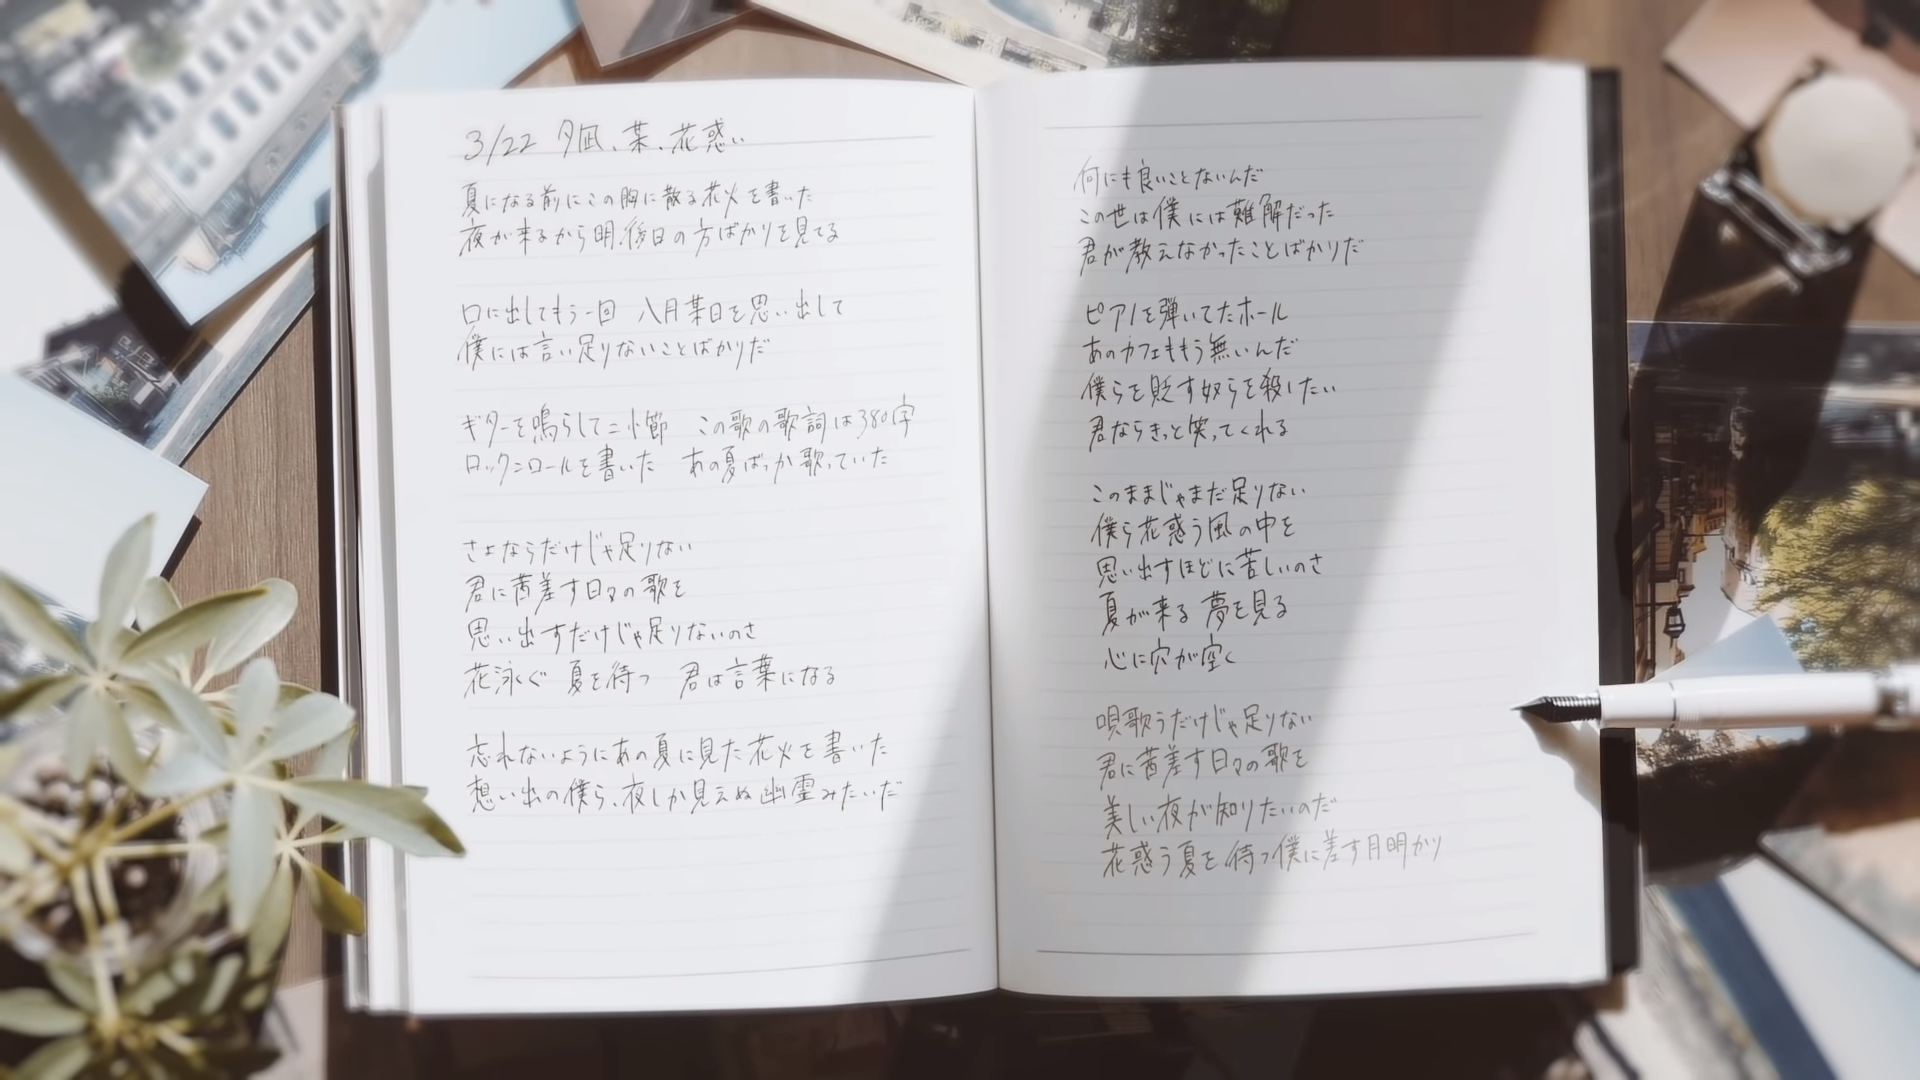 3/22 夕凪、某、花惑い
夏になる前にこの胸に散る花火を書いた
夜が来るから明後日の方ばかりを見てる
口に出してもう一回　八月某日を思い出して
僕には言い足りないことばかりだ
ギターを鳴らして二小節　この歌の歌詞は380字
ロックンロールを書いた　あの夏ばっか歌っていた
さよならだけじゃ足りない
君に茜差す日々の歌を
思い出すだけじゃ足りないのさ
花泳ぐ　夏を待つ　君は言葉になる
忘れないようにあの夏に見た花火を書いた
想い出の僕ら、夜しか見えぬ幽霊みたいだ
何にも良いことないんだ
この世は僕には難解だった
君が教えなかったことばかりだ
ピアノを弾いてたホール
あのカフェももう無いんだ
僕らを貶す奴らを殺したい
君ならきっと笑ってくれる
このままじゃまだ足りない
僕ら花惑う風の中を
思い出すほどに苦しいのさ
夏が来る 夢を見る
心に穴が空く
唄歌うだけじゃ足りない
君に茜差す日々の歌を
美しい夜が知りたいのだ
花惑う夏を待つ僕に差す月明かり